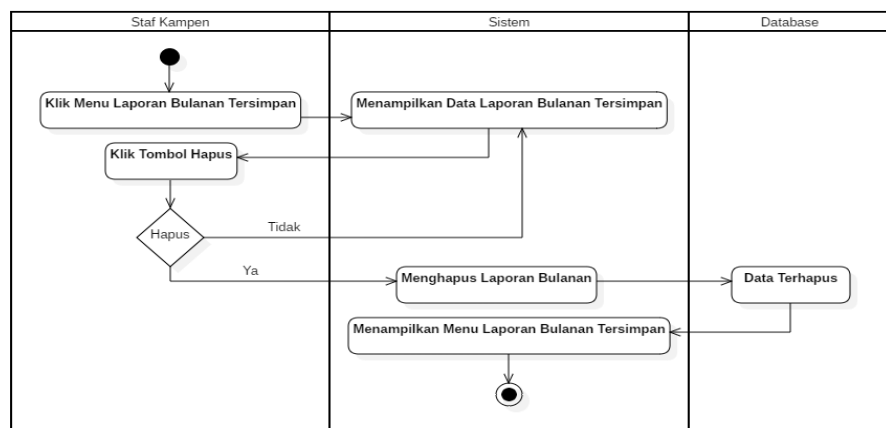 Staf Kampen
Sistem
Database
Klik Menu Laporan Bulanan Tersimpan
Menampilkan Data Laporan Bulanan Tersimpan
Klik Tombol Hapus
Hapus
Tidak
Ya
Menghapus Laporan Bulanan
Data Terhapus
Menampilkan Menu Laporan Bulanan Tersimpan